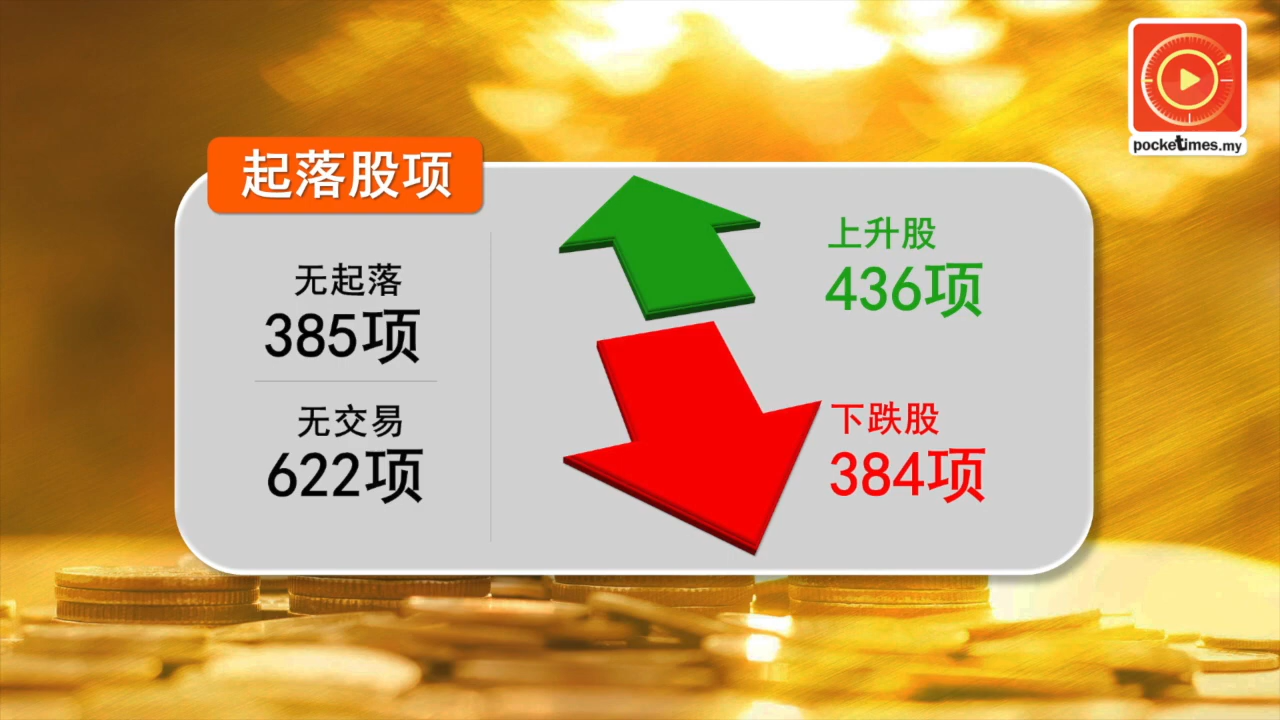 pocketimes.my
起落股项
无起落
385项
无交易
622项
上升股
436项
下跌股
384项